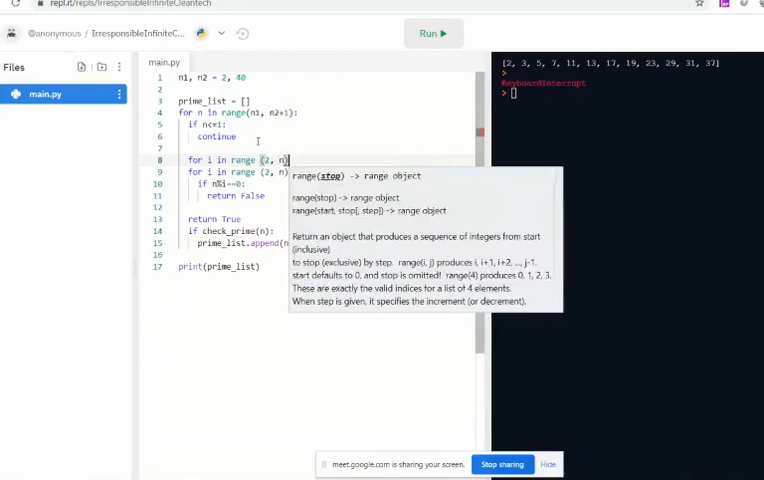 repl.it/repls/IrresponsibleInfiniteCleantech
@anonymous / IrresponsibleInfiniteC...
Run
Files
main.py
main.py
1 n1, n2 = 2, 40
2
3 prime_list = []
4 for n in range(n1, n2+1):
5 if n<=1:
6 continue
7
8 for i in range (2, n)
9 for i in range (2, n)
10 if n%i==0:
11 return False
12
13 return True
14 if check_prime(n):
15 prime_list.append(n
16
17 print(prime_list)
range(stop) -> range object
range(stop) -> range object
range(start, stop[, step]) -> range object
Return an object that produces a sequence of integers from start
(inclusive)
to stop (exclusive) by step. range(i, j) produces i, i+1, i+2, ..., j-1.
start defaults to 0, and stop is omitted! range(4) produces 0, 1, 2, 3.
These are exactly the valid indices for a list of 4 elements.
When step is given, it specifies the increment (or decrement).
[2, 3, 5, 7, 11, 13, 17, 19, 23, 29, 31, 37]
>
KeyboardInterrupt
>
meet.google.com is sharing your screen.
Stop sharing
Hide